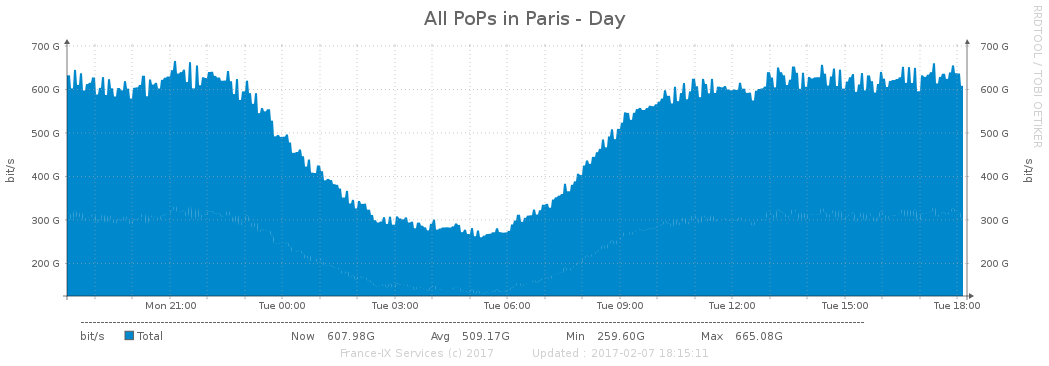 All PoPs in Paris - Day
RRDTOOL / TOBI OETIKER
700 G 700 G
600 G 600 G
500 G 500 G
400 G 400 G
300 G 300 G
200 G 200 G
bit/s bit/s
Mon 21:00 Tue 00:00 Tue 03:00 Tue 06:00 Tue 09:00 Tue 12:00 Tue 15:00 Tue 18:00
bit/s Total Now 607.98G Avg 509.17G Min 259.60G Max 665.08G
France-IX Services (c) 2017 Updated : 2017-02-07 18:15:11